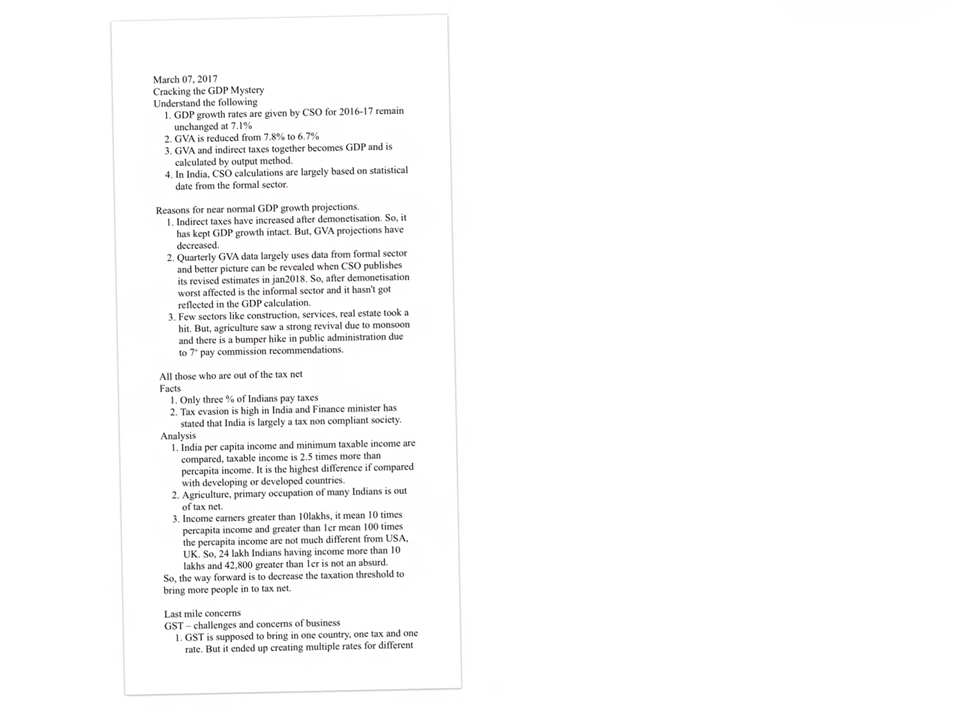 March 07, 2017
Cracking the GDP Mystery
Understand the following
1. GDP growth rates are given by CSO for 2016-17 remain
unchanged at 7.1%
2. GVA is reduced from 7.8% to 6.7%
3. GVA and indirect taxes together becomes GDP and is
calculated by output method.
4. In India, CSO calculations are largely based on statistical
date from the formal sector.
Reasons for near normal GDP growth projections.
1. Indirect taxes have increased after demonetisation. So, it
has kept GDP growth intact. But, GVA projections have
decreased.
2. Quarterly GVA data largely uses data from formal sector
and better picture can be revealed when CSO publishes
its revised estimates in jan2018. So, after demonetisation
worst affected is the informal sector and it hasn't got
reflected in the GDP calculation.
3. Few sectors like construction, services, real estate took a
hit. But, agriculture saw a strong revival due to monsoon
and there is a bumper hike in public administration due
to 7" pay commission recommendations.
All those who are out of the tax net
Facts
1. Only three % of Indians pay taxes
2. Tax evasion is high in India and Finance minister has
stated that India is largely a tax non compliant society.
Analysis
1. India per capita income and minimum taxable income are
compared, taxable income is 2.5 times more than
percapita income. It is the highest difference if compared
with developing or developed countries.
2. Agriculture, primary occupation of many Indians is out
of tax net.
3. Income earners greater than 10lakhs, it mean 10 times
percapita income and greater than 1cr mean 100 times
the percapita income are not much different from USA,
UK. So, 24 lakh Indians having income more than 10
lakhs and 42,800 greater than 1cr is not an absurd.
So, the way forward is to decrease the taxation threshold to
bring more people in to tax net.
Last mile concerns
GST – challenges and concerns of business
1. GST is supposed to bring in one country, one tax and one
rate. But it ended up creating multiple rates for different